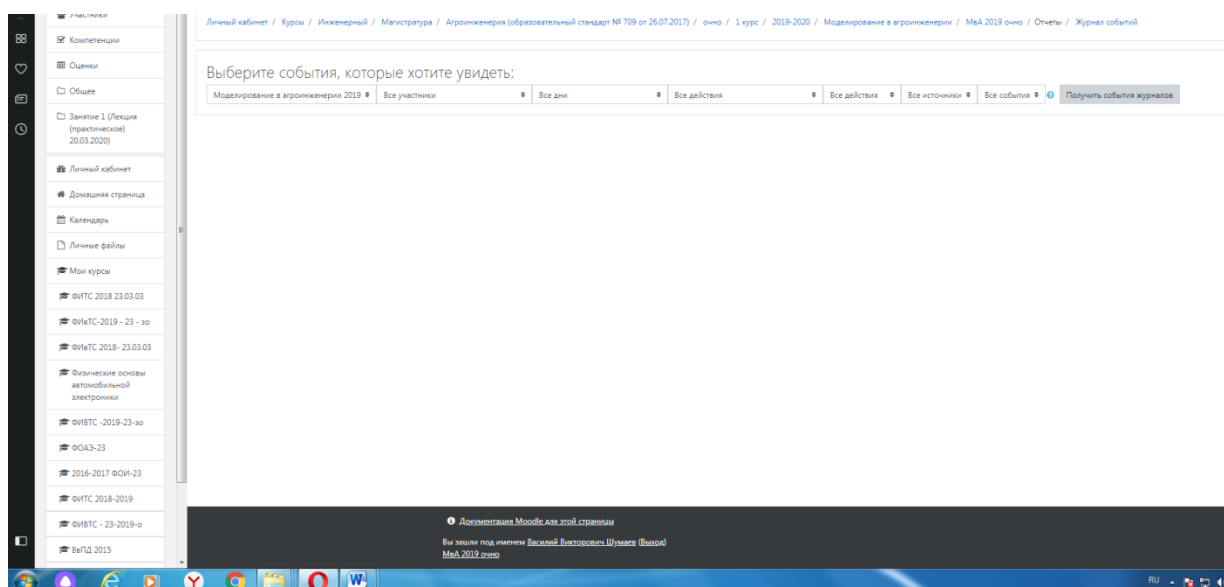 Участники
Компетенции
Оценки
Общее
Занятие 1 (Лекция
(практическое)
20.03.2020)
Личный кабинет
Домашняя страница
Календарь
Личные файлы
Мои курсы
ФИТС 2018 23.03.03
ФИвТС-2019 - 23 - зо
ФИвТС 2018- 23.03.03
Физические основы
автомобильной
электроники
ФИВТС -2019-23-зо
ФОАЭ-23
2016-2017 ФОИ-23
ФИТС 2018-2019
ФИВТС - 23-2019-о
ВвПД 2015
Личный кабинет / Курсы / Инженерный / Магистратура / Агроинженерия (образовательный стандарт № 709 от 26.07.2017) / очно / 1 курс / 2019-2020 / Моделирование в агроинженерии / МвА 2019 очно / Отчеты / Журнал событий
Выберите события, которые хотите увидеть:
Моделирование в агроинженерии 2019 Все участники Все дни Все действия Все действия Все источники Все события Получить события журналов
Документация Moodle для этой страницы
Вы зашли под именем Василий Викторович Шумаев (Выход)
МвА 2019 очно
RU